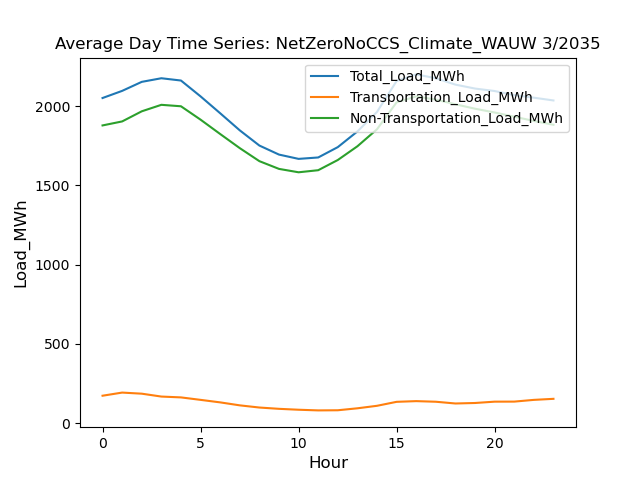 Average Day Time Series: NetZeroNoCCS_Climate_WAUW 3/2035
Total_Load_MWh
Transportation_Load_MWh
Non-Transportation_Load_MWh
2000
1500
1000
500
0
Load_MWh
0 5 10 15 20
Hour